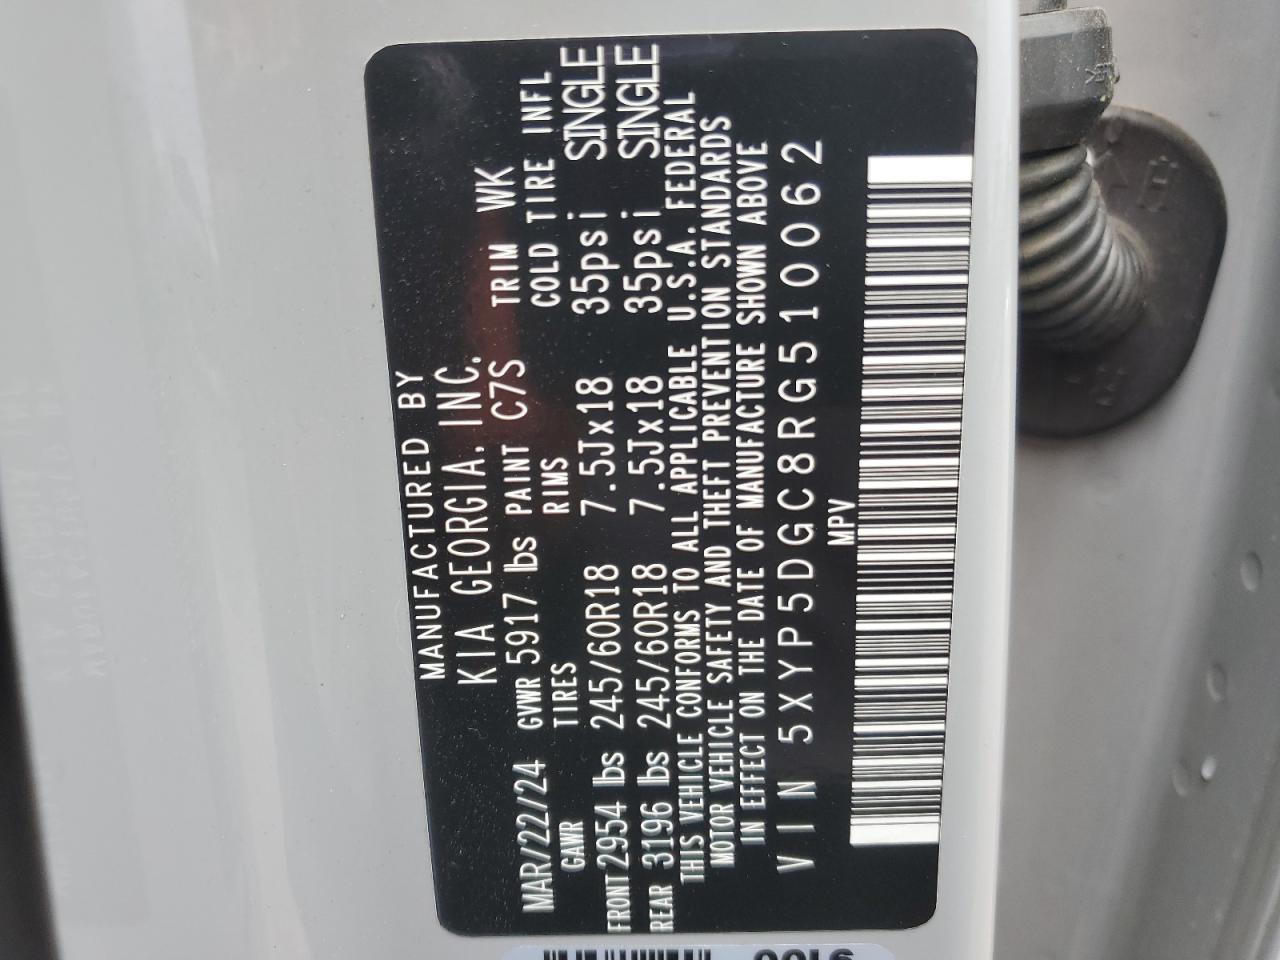 MANUFACTURED BY
KIA GEORGIA, INC.
MAR/22/24 GVWR 5917 lbs PAINT C7S TRIM WK
GAWR TIRES RIMS COLD TIRE INFL
FRONT 2954 lbs 245/60R18 7.5Jx18 35psi SINGLE
REAR 3196 lbs 245/60R18 7.5Jx18 35psi SINGLE
THIS VEHICLE CONFORMS TO ALL APPLICABLE U.S.A. FEDERAL
MOTOR VEHICLE SAFETY AND THEFT PREVENTION STANDARDS
IN EFFECT ON THE DATE OF MANUFACTURE SHOWN ABOVE
VIN 5XYP5DGC8RG510062
MPV